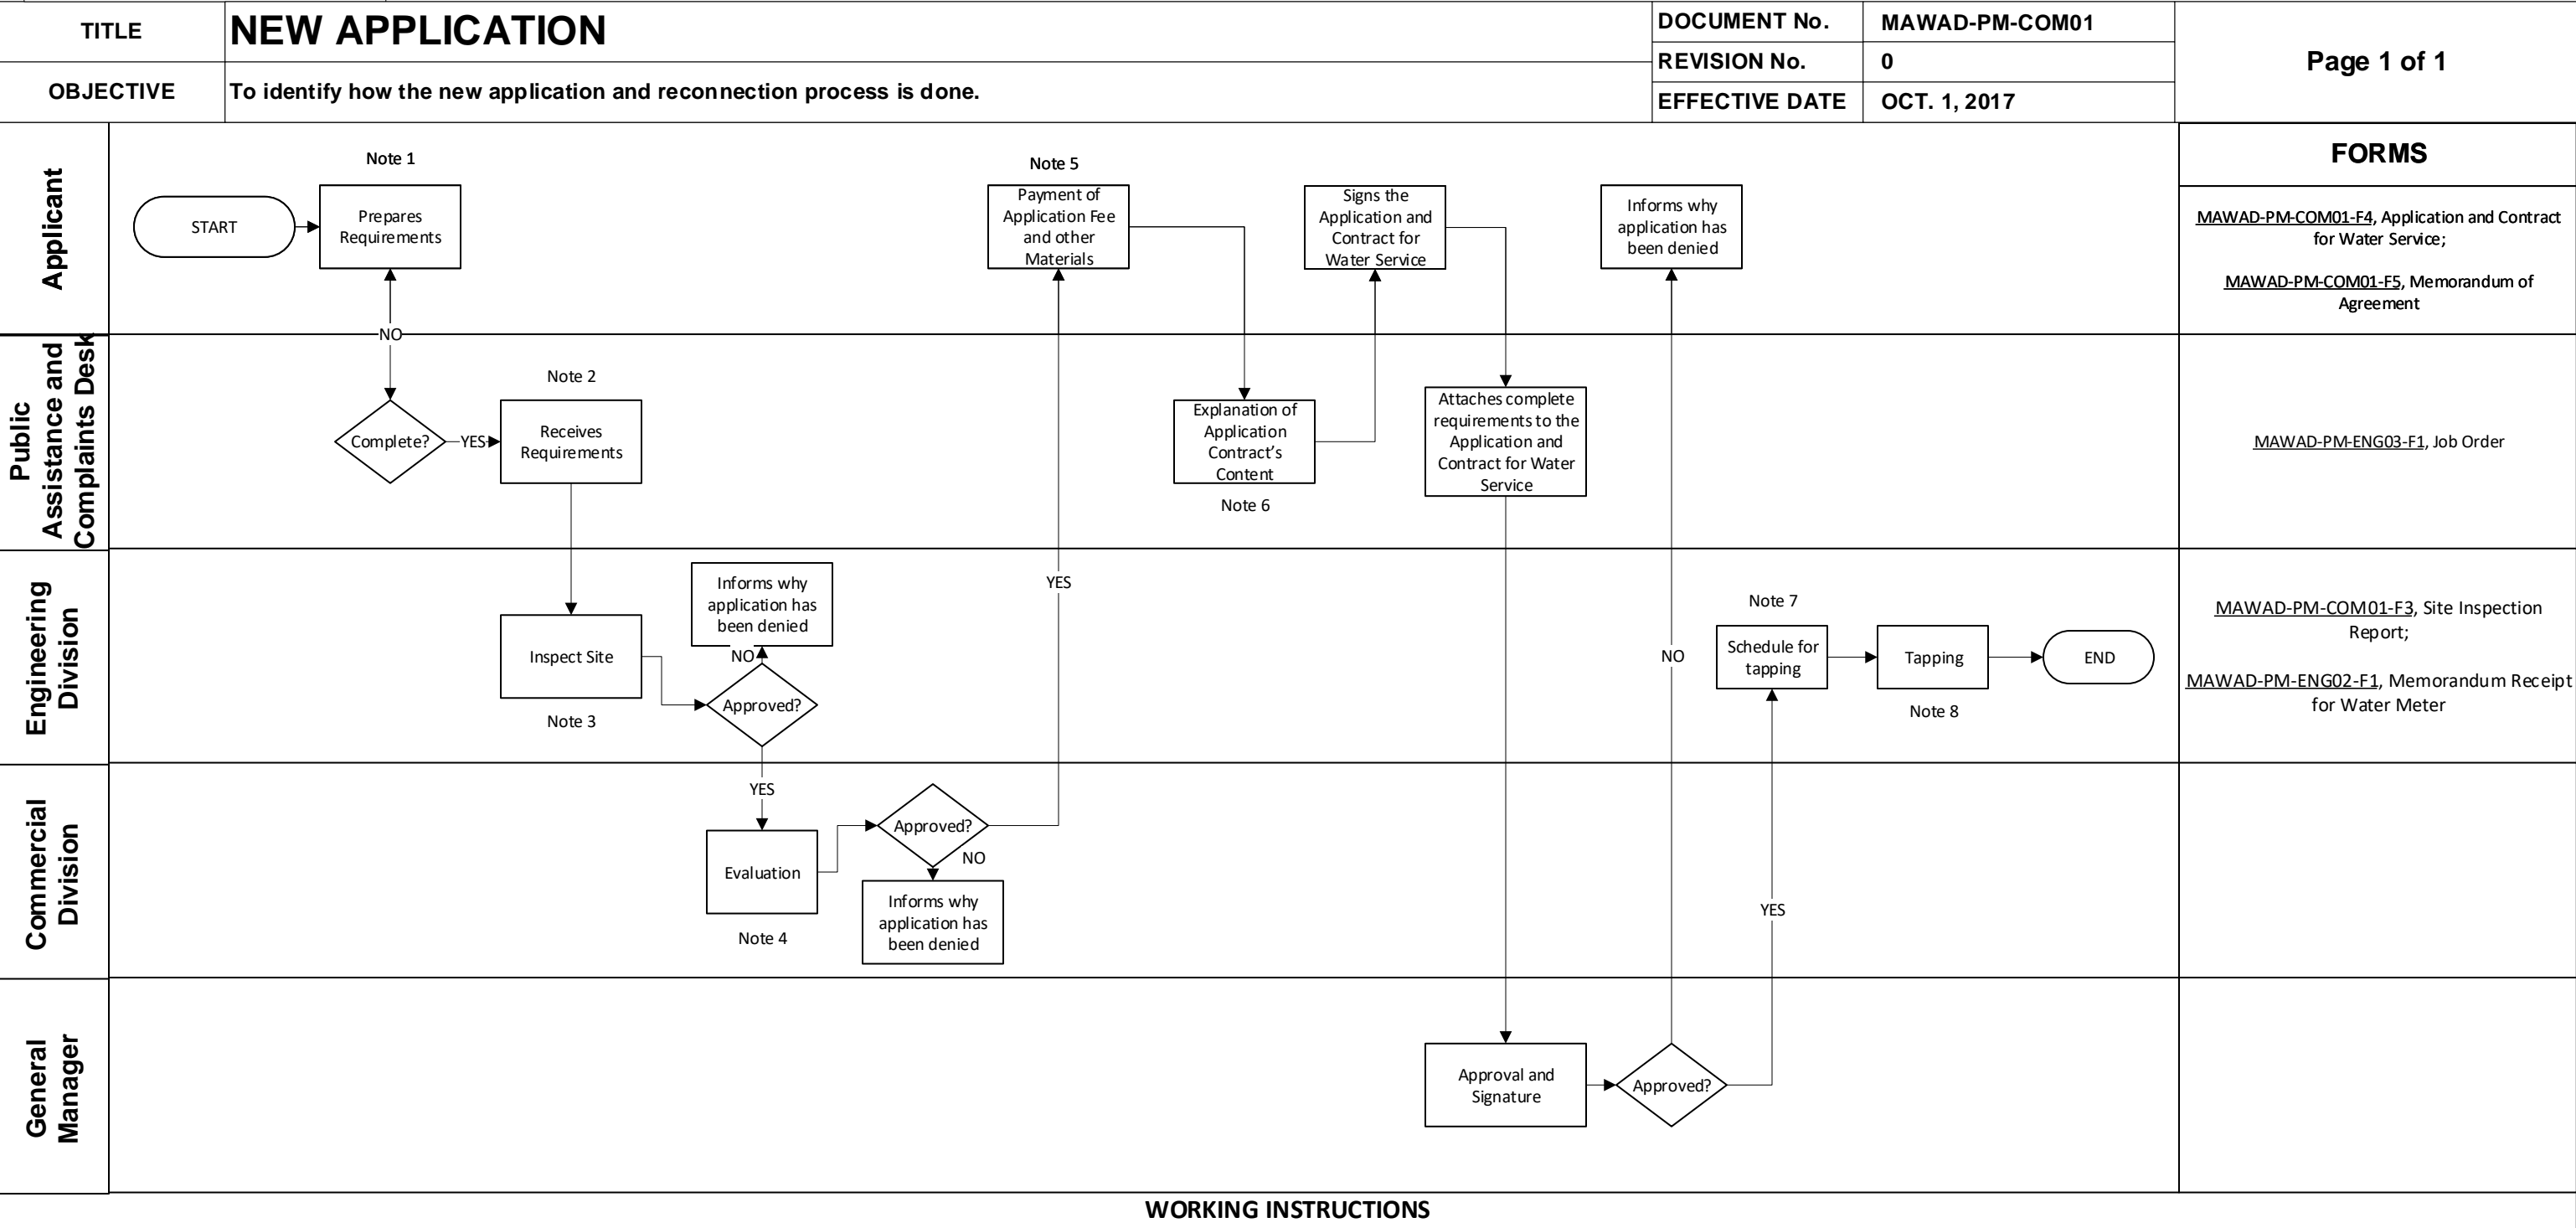 TITLE
NEW APPLICATION
DOCUMENT No.
MAWAD-PM-COM01
REVISION No.
0
Page 1 of 1
OBJECTIVE
To identify how the new application and reconnection process is done.
EFFECTIVE DATE
OCT. 1, 2017
Applicant
Note 1
START
Prepares
Requirements
NO
Note 5
Payment of
Application Fee
and other
Materials
Signs the
Application and
Contract for
Water Service
Informs why
application has
been denied
FORMS
MAWAD-PM-COM01-F4, Application and Contract
for Water Service;
MAWAD-PM-COM01-F5, Memorandum of
Agreement
Public
Assistance and
Complaints Desk
Complete?
YES
Note 2
Receives
Requirements
Explanation of
Application
Contract's
Content
Note 6
Attaches complete
requirements to the
Application and
Contract for Water
Service
MAWAD-PM-ENG03-F1, Job Order
Engineering
Division
Inspect Site
Note 3
Informs why
application has
been denied
NO
Approved?
YES
YES
NO
Note 7
Schedule for
tapping
Tapping
Note 8
END
MAWAD-PM-COM01-F3, Site Inspection
Report;
MAWAD-PM-ENG02-F1, Memorandum Receipt
for Water Meter
Commercial
Division
Evaluation
Note 4
Approved?
NO
Informs why
application has
been denied
YES
General
Manager
Approval and
Signature
Approved?
WORKING INSTRUCTIONS